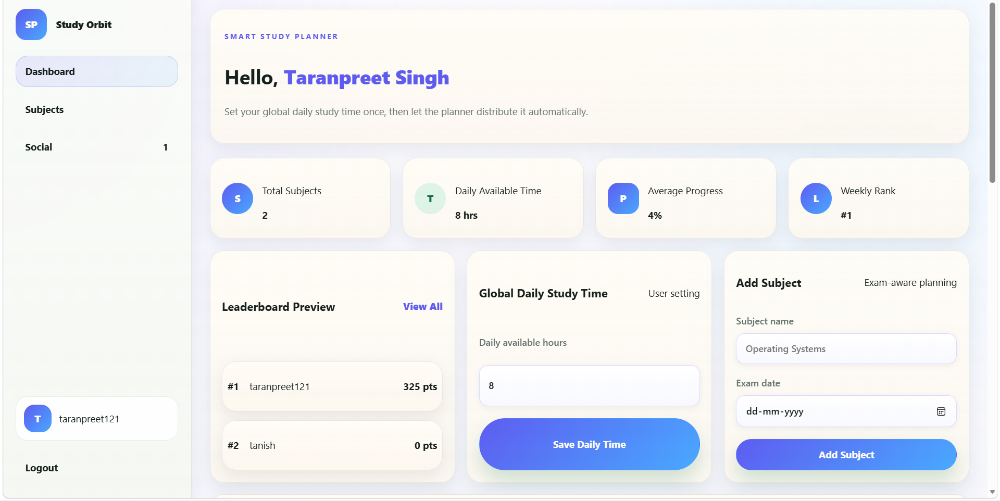 SP Study Orbit
Dashboard
Subjects
Social 1
T taranpreet121
Logout
SMART STUDY PLANNER
Hello, Taranpreet Singh
Set your global daily study time once, then let the planner distribute it automatically.
S Total Subjects
2
T Daily Available Time
8 hrs
P Average Progress
4%
L Weekly Rank
#1
Leaderboard Preview View All
#1 taranpreet121 325 pts
#2 tanish 0 pts
Global Daily Study Time User setting
Daily available hours
8
Save Daily Time
Add Subject Exam-aware planning
Subject name
Operating Systems
Exam date
dd-mm-yyyy
Add Subject